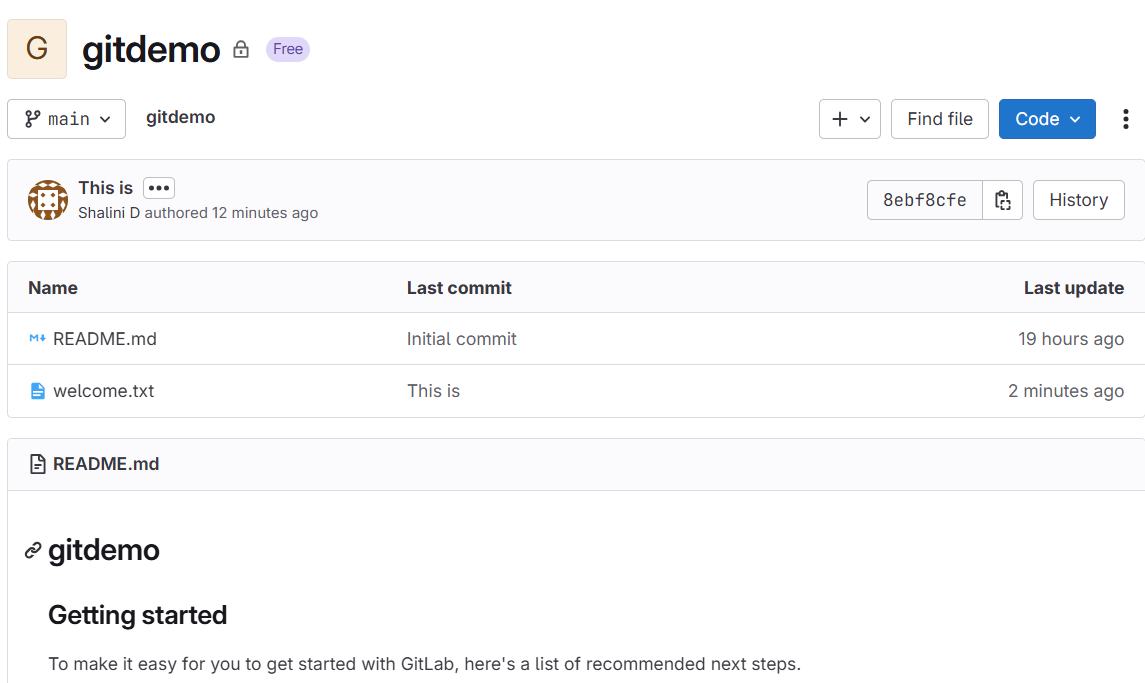 G
gitdemo Free
main gitdemo Find file Code
This is
Shalini D authored 12 minutes ago
8ebf8cfe History
Name Last commit Last update
README.md Initial commit 19 hours ago
welcome.txt This is 2 minutes ago
README.md
gitdemo
Getting started
To make it easy for you to get started with GitLab, here's a list of recommended next steps.